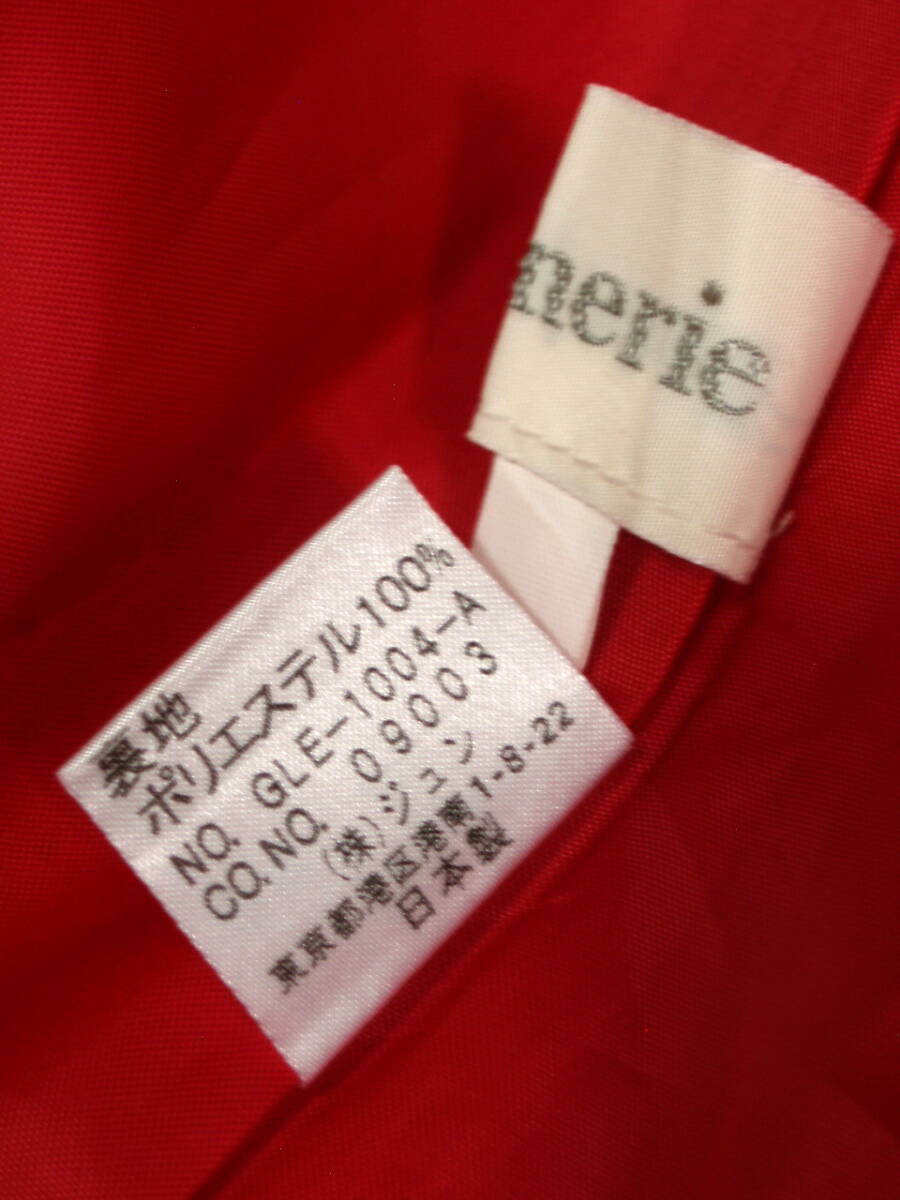 nerie
表地
ポリエステル100%
NO. GLE-1004-A
CO.NO. 09003
(株)ジュン
東京都港区港南1-8-22
日本製